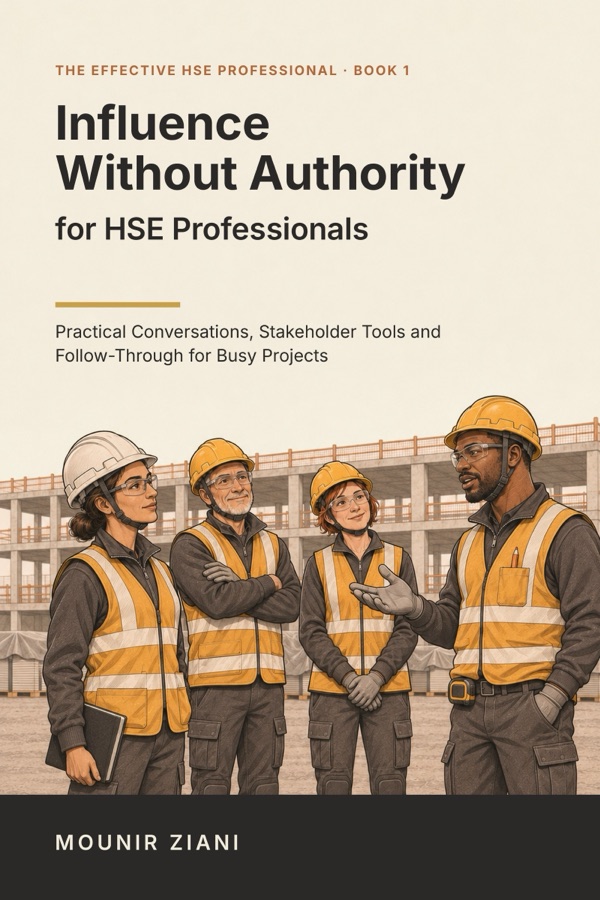 THE EFFECTIVE HSE PROFESSIONAL · BOOK 1
Influence
Without Authority
for HSE Professionals
Practical Conversations, Stakeholder Tools and
Follow-Through for Busy Projects
MOUNIR ZIANI